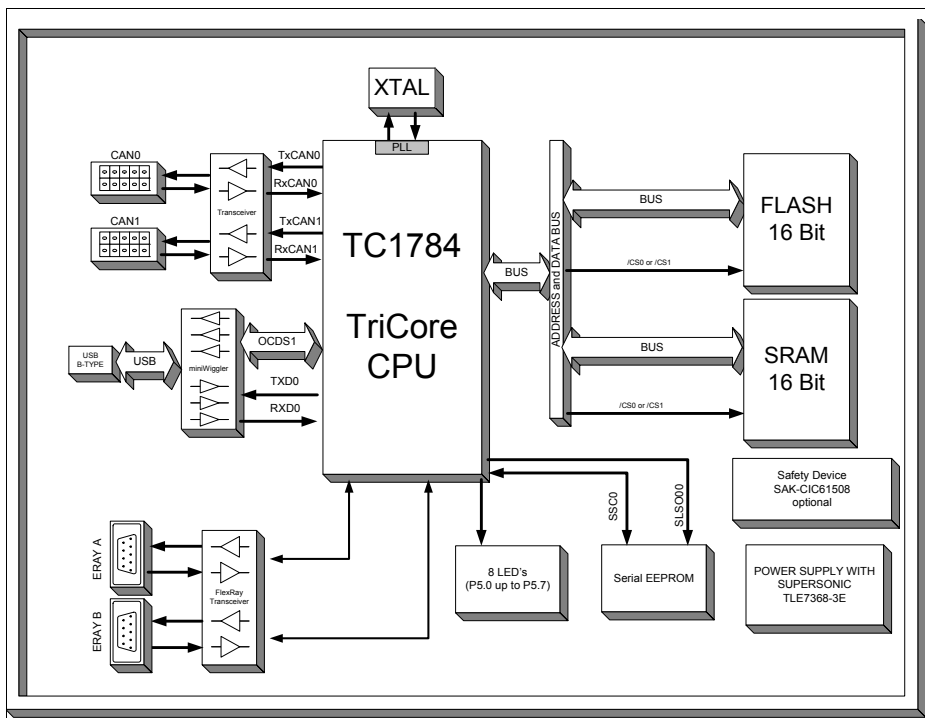 XTAL
PLL
CAN0
CAN1
Transceiver
TxCAN0
RxCAN0
TxCAN1
RxCAN1
TC1784
TriCore
CPU
BUS
ADDRESS and DATA BUS
BUS
/CS0 or /CS1
FLASH
16 Bit
BUS
/CS0 or /CS1
SRAM
16 Bit
USB
B-TYPE
USB
miniWiggler
OCDS1
TXD0
RXD0
ERAY A
ERAY B
FlexRay
Transceiver
SSC0
SLSO00
8 LED's
(P5.0 up to P5.7)
Serial EEPROM
Safety Device
SAK-CIC61508
optional
POWER SUPPLY WITH
SUPERSONIC
TLE7368-3E